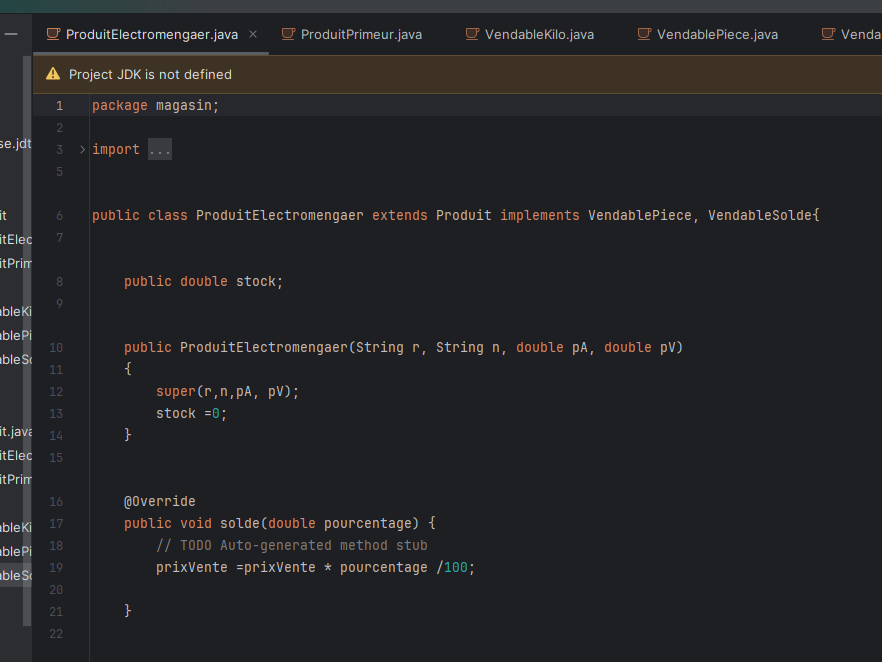 ProduitElectromengaer.java ProduitPrimeur.java VendableKilo.java VendablePiece.java Venda
Project JDK is not defined
1 package magasin;
2
se.jdt
3 import ...
5
it
6 public class ProduitElectromengaer extends Produit implements VendablePiece, VendableSolde{
itElec
7
itPrim
8 public double stock;
9
ableKi
ablePi
10 public ProduitElectromengaer(String r, String n, double pA, double pV)
ableSo
11 {
12 super(r,n,pA, pV);
13 stock =0;
it.java
14 }
itElec
15
itPrim
16 @Override
17 public void solde(double pourcentage) {
ableKi
18 // TODO Auto-generated method stub
ablePi
19 prixVente =prixVente * pourcentage /100;
ableSo
20
21 }
22